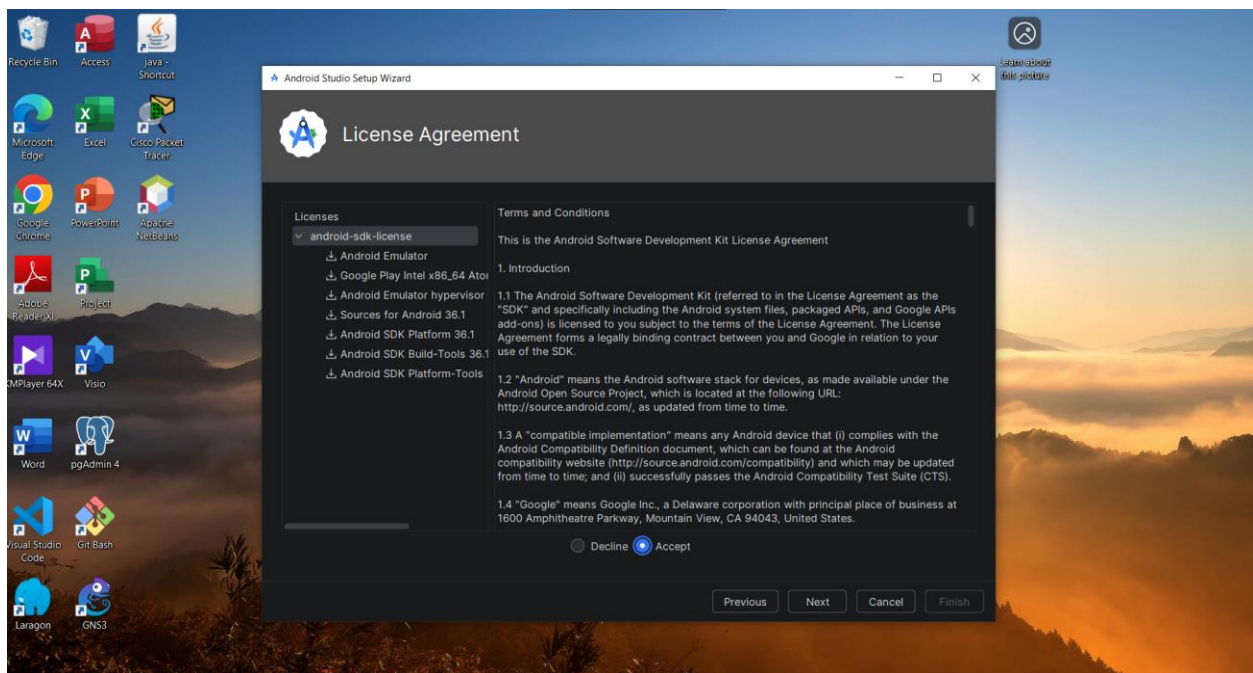 Recycle Bin
Access
java -
Shortcut
Learn about
this picture
Microsoft
Edge
Excel
Cisco Packet
Tracer
Google
Chrome
PowerPoint
Apache
NetBeans
Adobe
Reader XI
Project
KMPlayer 64X
Visio
Word
pgAdmin 4
Visual Studio
Code
Git Bash
Laragon
GNS3
Android Studio Setup Wizard
License Agreement
Licenses
android-sdk-license
Android Emulator
Google Play Intel x86_64 Ato
Android Emulator hypervisor
Sources for Android 36.1
Android SDK Platform 36.1
Android SDK Build-Tools 36.1
Android SDK Platform-Tools
Terms and Conditions
This is the Android Software Development Kit License Agreement
1. Introduction
1.1 The Android Software Development Kit (referred to in the License Agreement as the
"SDK" and specifically including the Android system files, packaged APIs, and Google APIs
add-ons) is licensed to you subject to the terms of the License Agreement. The License
Agreement forms a legally binding contract between you and Google in relation to your
use of the SDK.
1.2 "Android" means the Android software stack for devices, as made available under the
Android Open Source Project, which is located at the following URL:
http://source.android.com/, as updated from time to time.
1.3 A "compatible implementation" means any Android device that (i) complies with the
Android Compatibility Definition document, which can be found at the Android
compatibility website (http://source.android.com/compatibility) and which may be updated
from time to time; and (ii) successfully passes the Android Compatibility Test Suite (CTS).
1.4 "Google" means Google Inc., a Delaware corporation with principal place of business at
1600 Amphitheatre Parkway, Mountain View, CA 94043, United States.
Decline Accept
Previous Next Cancel Finish